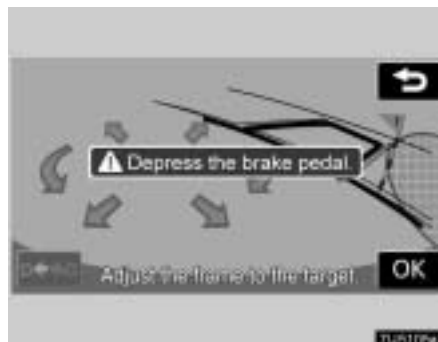 Depress the brake pedal.
Adjust the frame to the target.
OK